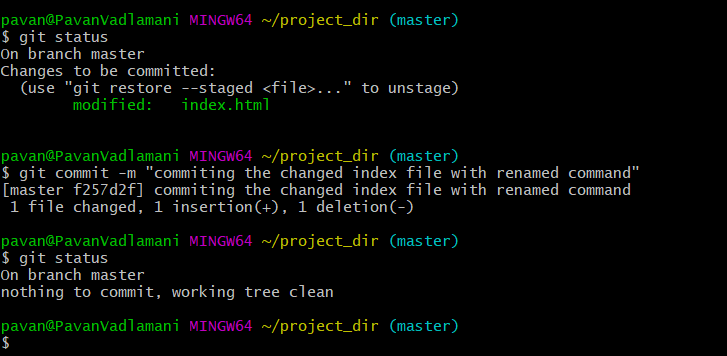 pavan@PavanVadlamani MINGW64 ~/project_dir (master)
$ git status
On branch master
Changes to be committed:
  (use "git restore --staged <file>..." to unstage)
        modified:   index.html
pavan@PavanVadlamani MINGW64 ~/project_dir (master)
$ git commit -m "commiting the changed index file with renamed command"
[master f257d2f] commiting the changed index file with renamed command
 1 file changed, 1 insertion(+), 1 deletion(-)
pavan@PavanVadlamani MINGW64 ~/project_dir (master)
$ git status
On branch master
nothing to commit, working tree clean
pavan@PavanVadlamani MINGW64 ~/project_dir (master)
$